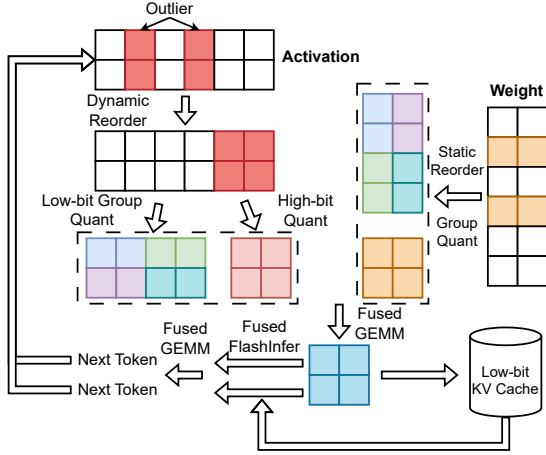 Outlier
Activation
Dynamic
Reorder
Weight
Static
Reorder
Group
Quant
Low-bit Group
Quant
High-bit
Quant
Fused
GEMM
Fused
GEMM
Fused
FlashInfer
Next Token
Next Token
Low-bit
KV Cache